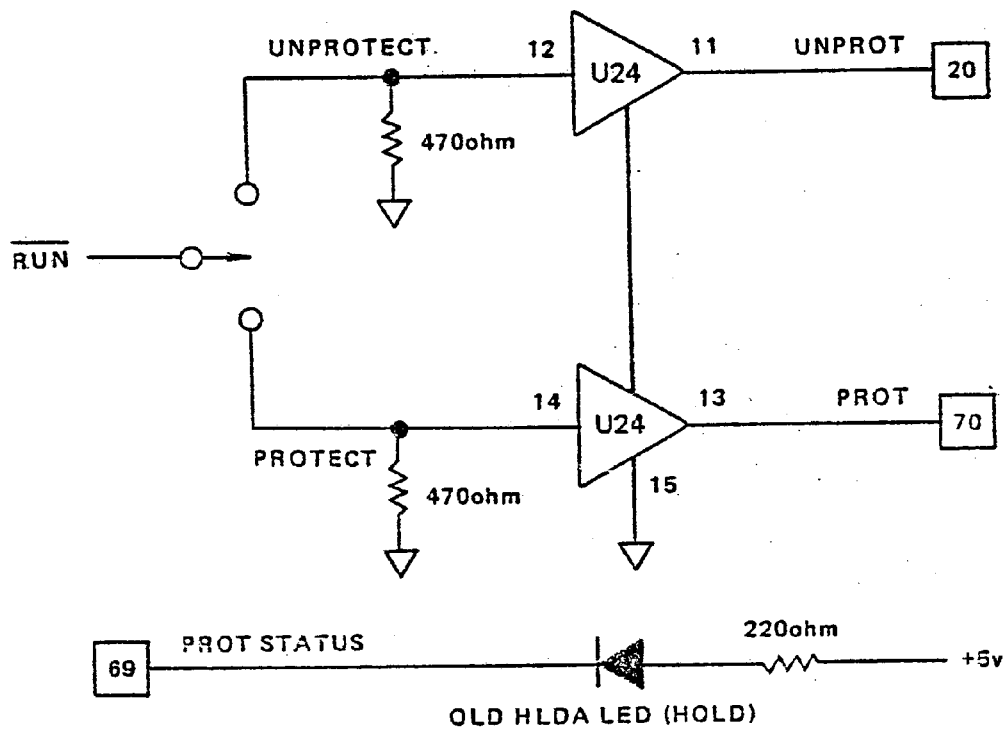 UNPROTECT.
12
U24
11
UNPROT
20
470ohm
RUN
14
U24
13
PROT
70
PROTECT
470ohm
15
69
PROT STATUS
220ohm
+5v
OLD HLDA LED (HOLD)